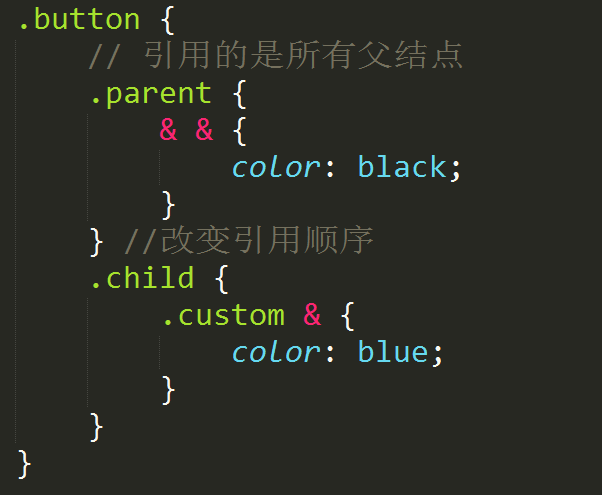 .button {
    // 引用的是所有父结点
    .parent {
        & & {
            color: black;
        }
    } //改变引用顺序
    .child {
        .custom & {
            color: blue;
        }
    }
}